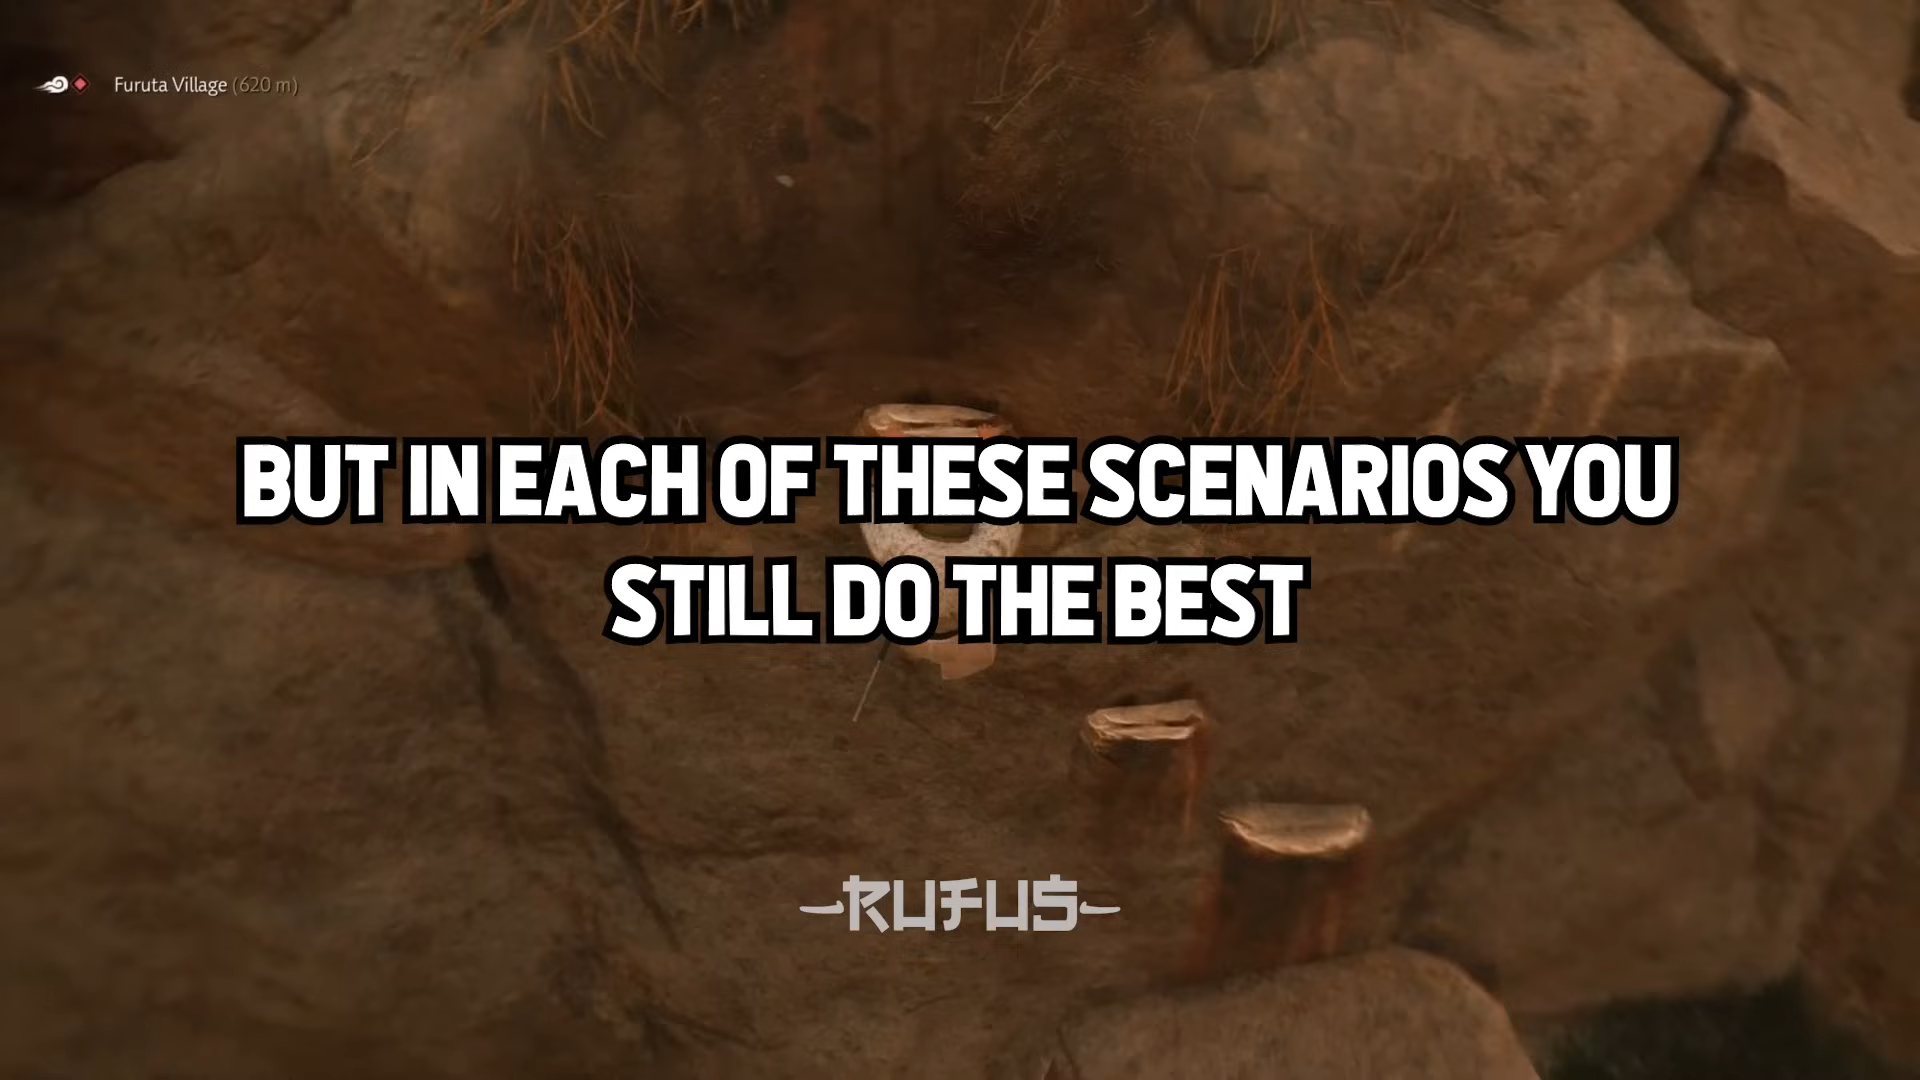 Furuta Village (620 m)
BUT IN EACH OF THESE SCENARIOS YOU
STILL DO THE BEST
RUFUS